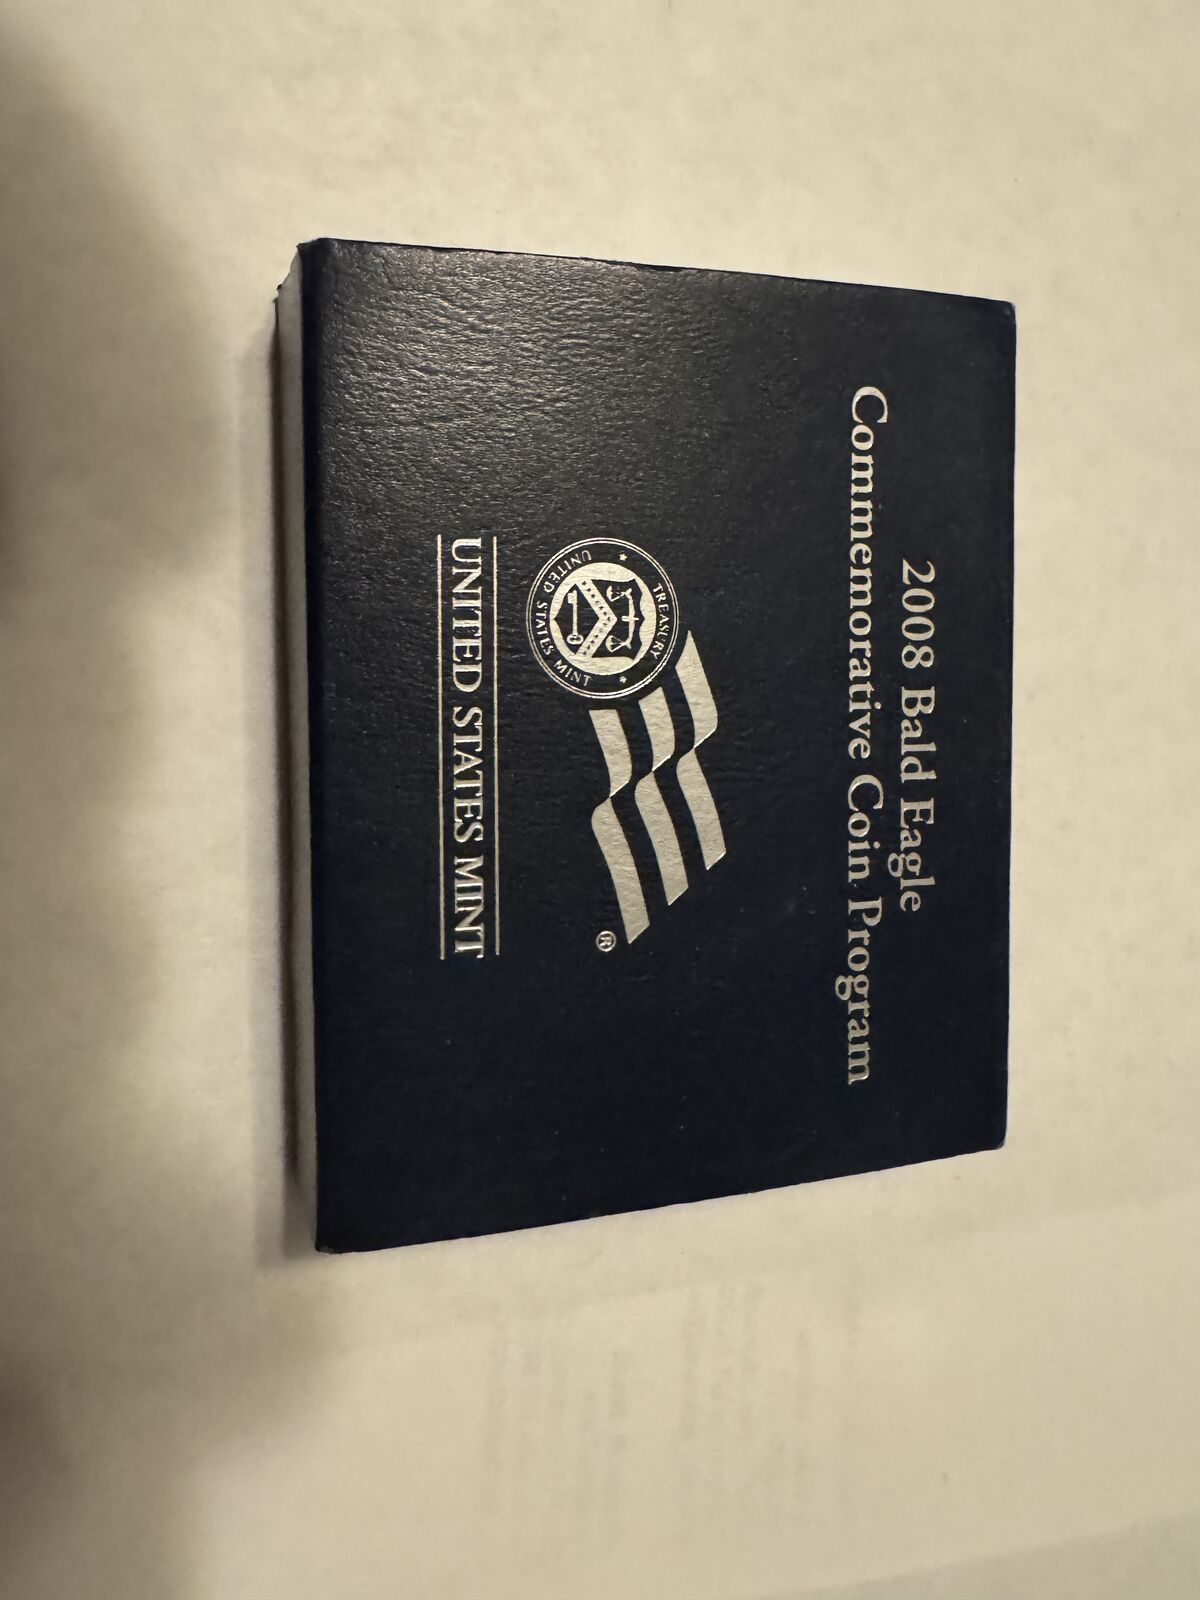 2008 Bald Eagle
Commemorative Coin Program
TREASURY
UNITED STATES MINT
®
UNITED STATES MINT